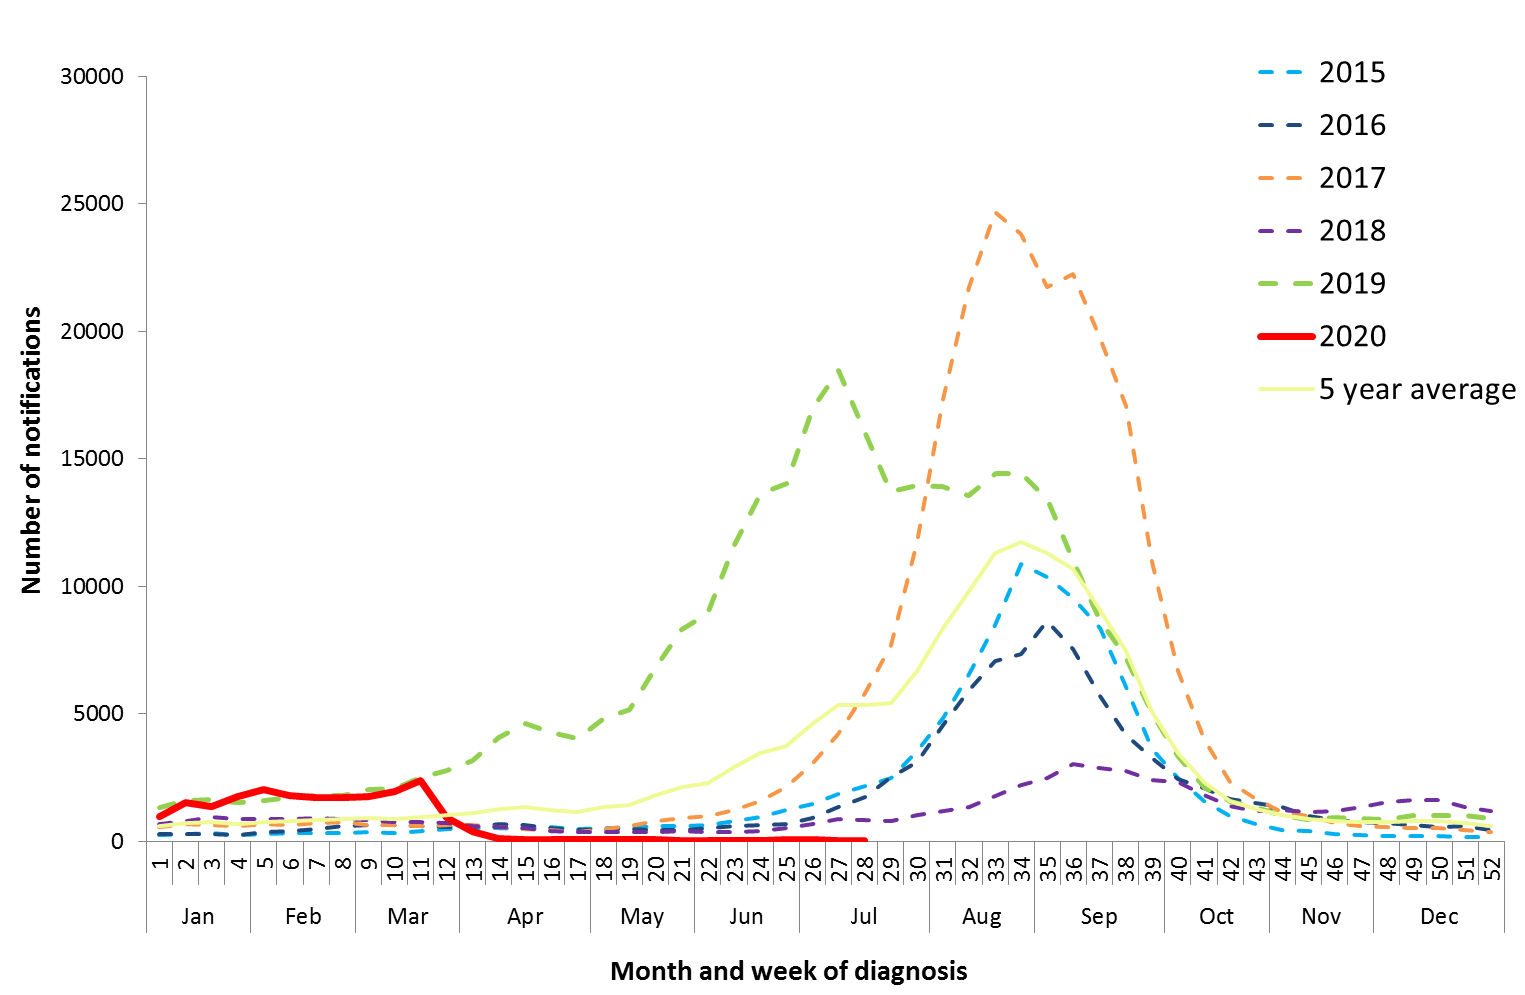 30000
25000
20000
15000
10000
5000
0
Number of notifications
2015
2016
2017
2018
2019
2020
5 year average
1 2 3 4 5 6 7 8 9 10 11 12 13 14 15 16 17 18 19 20 21 22 23 24 25 26 27 28 29 30 31 32 33 34 35 36 37 38 39 40 41 42 43 44 45 46 47 48 49 50 51 52
Jan Feb Mar Apr May Jun Jul Aug Sep Oct Nov Dec
Month and week of diagnosis